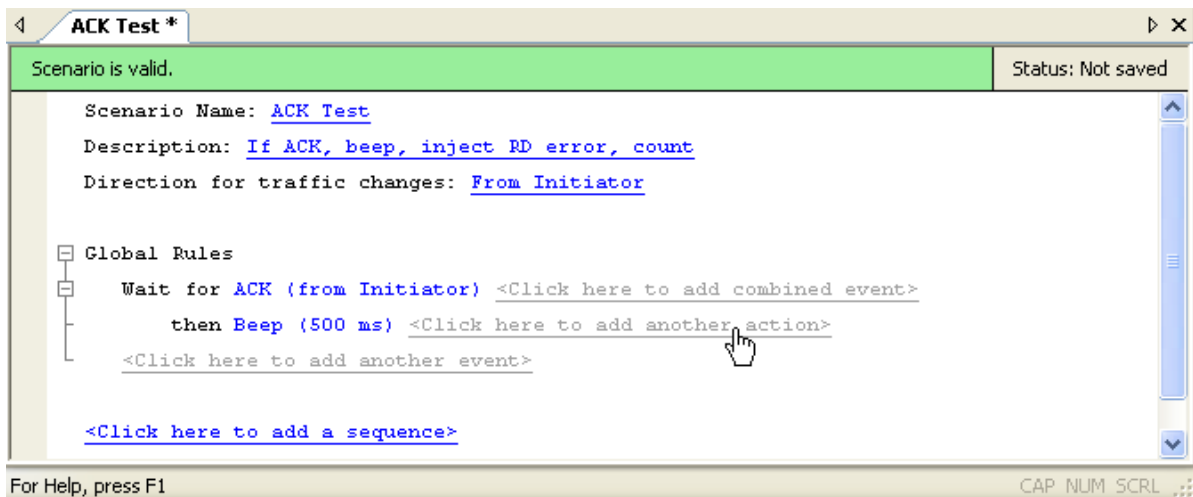 ACK Test *
Scenario is valid. Status: Not saved
Scenario Name: ACK Test
Description: If ACK, beep, inject RD error, count
Direction for traffic changes: From Initiator
Global Rules
Wait for ACK (from Initiator) <Click here to add combined event>
then Beep (500 ms) <Click here to add another action>
<Click here to add another event>
<Click here to add a sequence>
For Help, press F1 CAP NUM SCRL